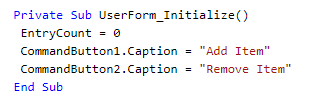 Private Sub UserForm_Initialize()
EntryCount = 0
CommandButton1.Caption = "Add Item"
CommandButton2.Caption = "Remove Item"
End Sub